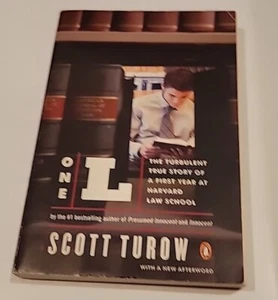 ONE
L
THE TURBULENT
TRUE STORY OF
A FIRST YEAR AT
HARVARD
LAW SCHOOL
by the #1 bestselling author of Presumed Innocent and Innocent
SCOTT TUROW
WITH A NEW AFTERWORD